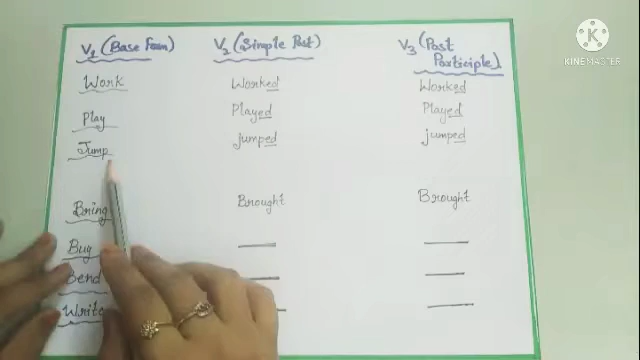 V1 (Base Form) V2 (Simple Past) V3 (Past Participle)
Work Worked Worked
Play Played Played
Jump jumped jumped
Bring Brought Brought
Buy
Bend
Write
KINEMASTER